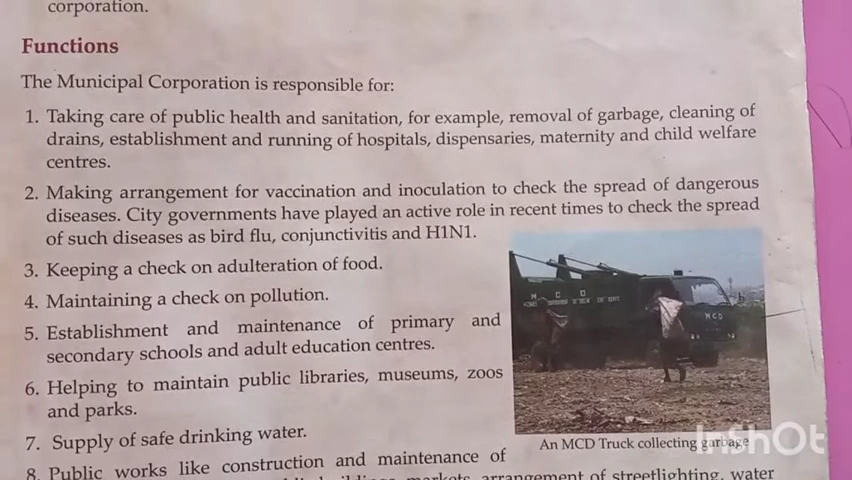 corporation.
Functions
The Municipal Corporation is responsible for:
1. Taking care of public health and sanitation, for example, removal of garbage, cleaning of
drains, establishment and running of hospitals, dispensaries, maternity and child welfare
centres.
2. Making arrangement for vaccination and inoculation to check the spread of dangerous
diseases. City governments have played an active role in recent times to check the spread
of such diseases as bird flu, conjunctivitis and H1N1.
3. Keeping a check on adulteration of food.
4. Maintaining a check on pollution.
5. Establishment and maintenance of primary and
secondary schools and adult education centres.
6. Helping to maintain public libraries, museums, zoos
and parks.
7. Supply of safe drinking water.
M C D
MCD
An MCD Truck collecting garbage
8. Public works like construction and maintenance of
buildings, markets, arrangement of streetlighting, water
InShOt